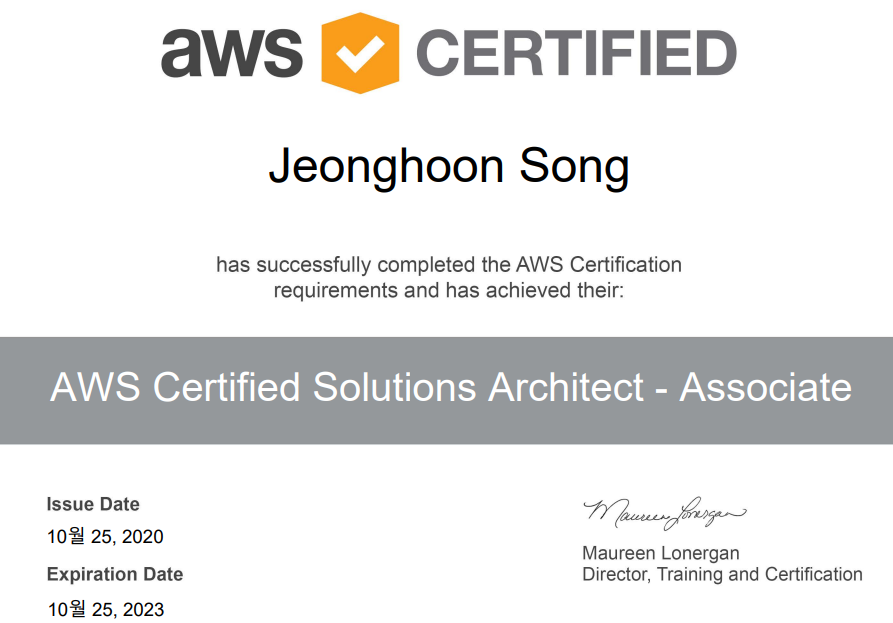 aws CERTIFIED
Jeonghoon Song
has successfully completed the AWS Certification
requirements and has achieved their:
AWS Certified Solutions Architect - Associate
Issue Date
10월 25, 2020
Expiration Date
10월 25, 2023
Maureen Lonergan
Maureen Lonergan
Director, Training and Certification